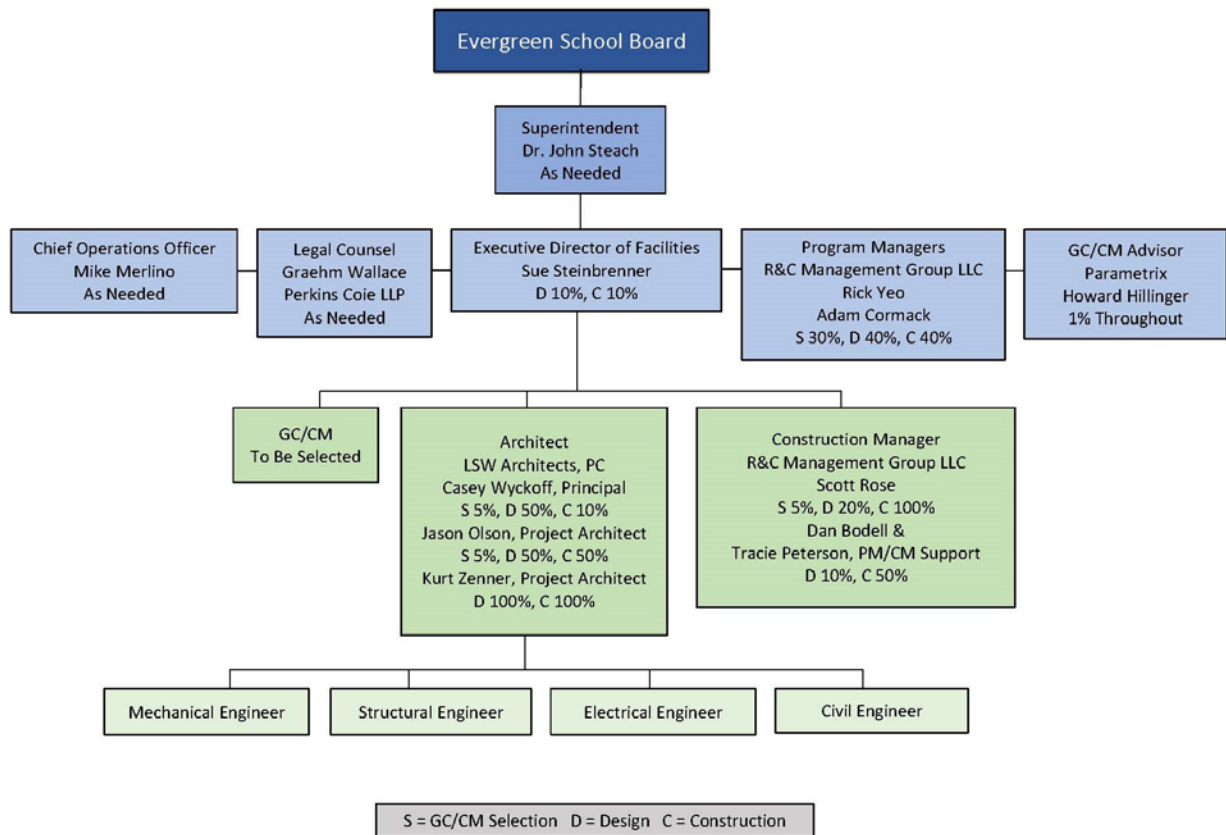 Evergreen School Board
Superintendent
Dr. John Steach
As Needed
Chief Operations Officer
Mike Merlino
As Needed
Legal Counsel
Graehm Wallace
Perkins Coie LLP
As Needed
Executive Director of Facilities
Sue Steinbrenner
D 10%, C 10%
Program Managers
R&C Management Group LLC
Rick Yeo
Adam Cormack
S 30%, D 40%, C 40%
GC/CM Advisor
Parametrix
Howard Hillinger
1% Throughout
GC/CM
To Be Selected
Architect
LSW Architects, PC
Casey Wyckoff, Principal
S 5%, D 50%, C 10%
Jason Olson, Project Architect
S 5%, D 50%, C 50%
Kurt Zenner, Project Architect
D 100%, C 100%
Construction Manager
R&C Management Group LLC
Scott Rose
S 5%, D 20%, C 100%
Dan Bodell &
Tracie Peterson, PM/CM Support
D 10%, C 50%
Mechanical Engineer
Structural Engineer
Electrical Engineer
Civil Engineer
S = GC/CM Selection D = Design C = Construction